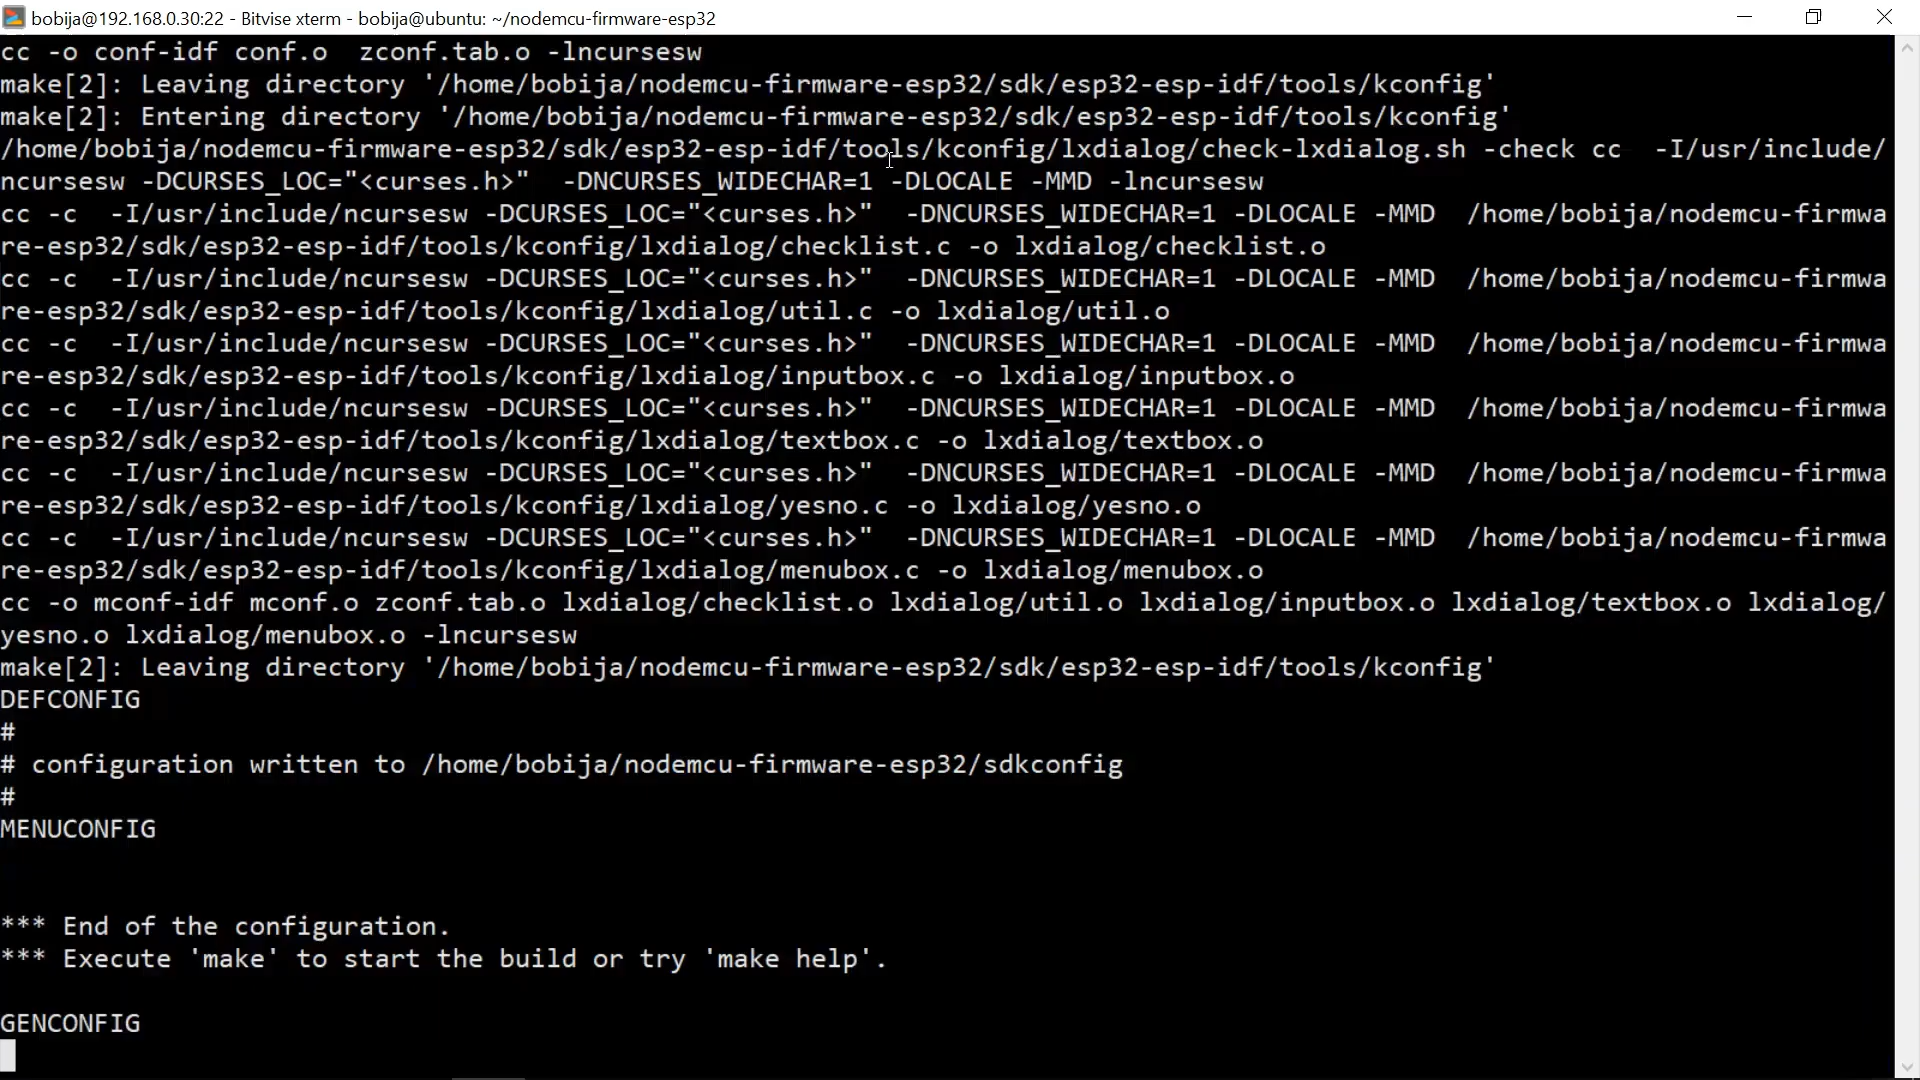 bobija@192.168.0.30:22 - Bitvise xterm - bobija@ubuntu: ~/nodemcu-firmware-esp32
cc -o conf-idf conf.o  zconf.tab.o -lncursesw
make[2]: Leaving directory '/home/bobija/nodemcu-firmware-esp32/sdk/esp32-esp-idf/tools/kconfig'
make[2]: Entering directory '/home/bobija/nodemcu-firmware-esp32/sdk/esp32-esp-idf/tools/kconfig'
/home/bobija/nodemcu-firmware-esp32/sdk/esp32-esp-idf/tools/kconfig/lxdialog/check-lxdialog.sh -check cc  -I/usr/include/
ncursesw -DCURSES_LOC="<curses.h>"  -DNCURSES_WIDECHAR=1 -DLOCALE -MMD -lncursesw
cc -c  -I/usr/include/ncursesw -DCURSES_LOC="<curses.h>"  -DNCURSES_WIDECHAR=1 -DLOCALE -MMD  /home/bobija/nodemcu-firmwa
re-esp32/sdk/esp32-esp-idf/tools/kconfig/lxdialog/checklist.c -o lxdialog/checklist.o
cc -c  -I/usr/include/ncursesw -DCURSES_LOC="<curses.h>"  -DNCURSES_WIDECHAR=1 -DLOCALE -MMD  /home/bobija/nodemcu-firmwa
re-esp32/sdk/esp32-esp-idf/tools/kconfig/lxdialog/util.c -o lxdialog/util.o
cc -c  -I/usr/include/ncursesw -DCURSES_LOC="<curses.h>"  -DNCURSES_WIDECHAR=1 -DLOCALE -MMD  /home/bobija/nodemcu-firmwa
re-esp32/sdk/esp32-esp-idf/tools/kconfig/lxdialog/inputbox.c -o lxdialog/inputbox.o
cc -c  -I/usr/include/ncursesw -DCURSES_LOC="<curses.h>"  -DNCURSES_WIDECHAR=1 -DLOCALE -MMD  /home/bobija/nodemcu-firmwa
re-esp32/sdk/esp32-esp-idf/tools/kconfig/lxdialog/textbox.c -o lxdialog/textbox.o
cc -c  -I/usr/include/ncursesw -DCURSES_LOC="<curses.h>"  -DNCURSES_WIDECHAR=1 -DLOCALE -MMD  /home/bobija/nodemcu-firmwa
re-esp32/sdk/esp32-esp-idf/tools/kconfig/lxdialog/yesno.c -o lxdialog/yesno.o
cc -c  -I/usr/include/ncursesw -DCURSES_LOC="<curses.h>"  -DNCURSES_WIDECHAR=1 -DLOCALE -MMD  /home/bobija/nodemcu-firmwa
re-esp32/sdk/esp32-esp-idf/tools/kconfig/lxdialog/menubox.c -o lxdialog/menubox.o
cc -o mconf-idf mconf.o zconf.tab.o lxdialog/checklist.o lxdialog/util.o lxdialog/inputbox.o lxdialog/textbox.o lxdialog/
yesno.o lxdialog/menubox.o -lncursesw
make[2]: Leaving directory '/home/bobija/nodemcu-firmware-esp32/sdk/esp32-esp-idf/tools/kconfig'
DEFCONFIG
#
# configuration written to /home/bobija/nodemcu-firmware-esp32/sdkconfig
#
MENUCONFIG
*** End of the configuration.
*** Execute 'make' to start the build or try 'make help'.
GENCONFIG